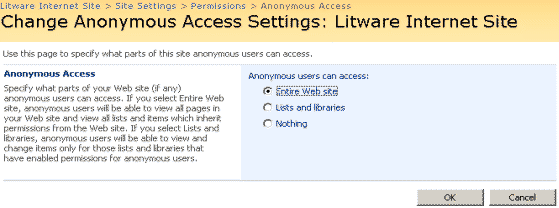 Litware Internet Site > Site Settings > Permissions > Anonymous Access
Change Anonymous Access Settings: Litware Internet Site
Use this page to specify what parts of this site anonymous users can access.
Anonymous Access
Specify what parts of your Web site (if any)
anonymous users can access. If you select Entire Web
site, anonymous users will be able to view all pages in
your Web site and view all lists and items which inherit
permissions from the Web site. If you select Lists and
libraries, anonymous users will be able to view and
change items only for those lists and libraries that
have enabled permissions for anonymous users.
Anonymous users can access:
Entire Web site
Lists and libraries
Nothing
OK
Cancel